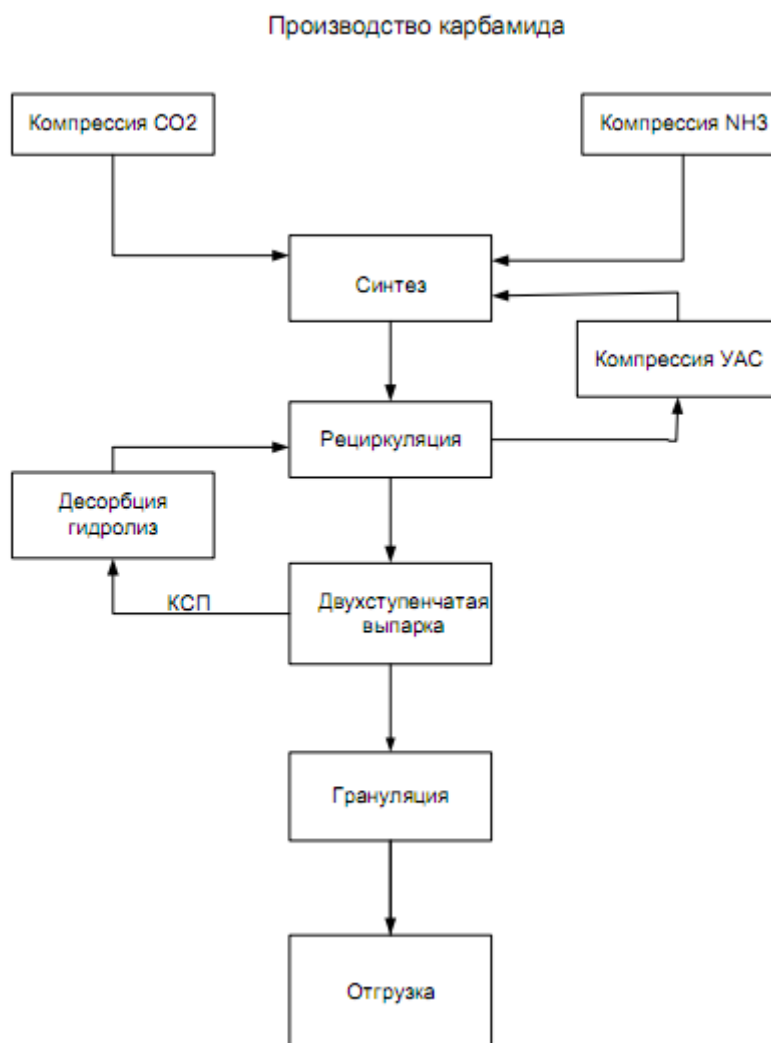 Производство карбамида
Компрессия СО2
Компрессия NH3
Синтез
Компрессия УАС
Рециркуляция
Десорбция
гидролиз
КСП
Двухступенчатая
выпарка
Грануляция
Отгрузка